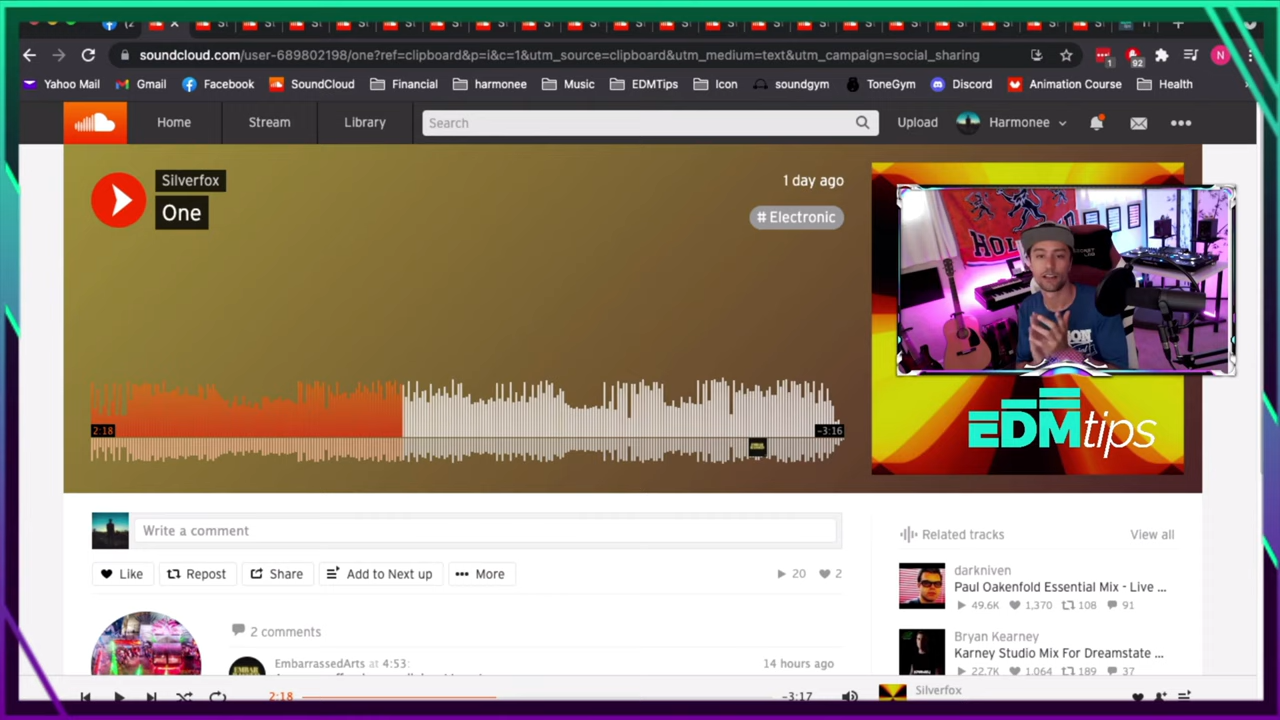 soundcloud.com/user-689802198/one?ref=clipboard&p=i&c=1&utm_source=clipboard&utm_medium=text&utm_campaign=social_sharing
1
92
N
Yahoo Mail Gmail Facebook SoundCloud Financial harmonee Music EDMTips Icon soundgym ToneGym Discord Animation Course Health
Home Stream Library Search Upload Harmonee
Silverfox
One
1 day ago
# Electronic
2:18
-3:16
EDMtips
Write a comment
Like Repost Share Add to Next up More
20 2
Related tracks View all
darkniven
Paul Oakenfold Essential Mix - Live ...
49.6K 1,370 108 91
Bryan Kearney
Karney Studio Mix For Dreamstate ...
22.7K 1,064 189 37
2 comments
EmbarrassedArts at 4:53:
14 hours ago
2:18
-3:17
Silverfox